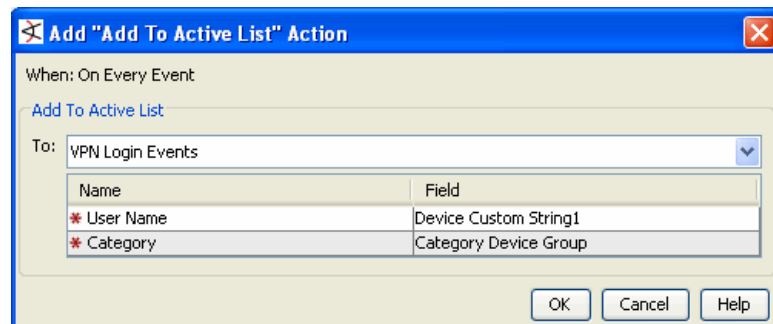 Add "Add To Active List" Action
When: On Every Event
Add To Active List
To: VPN Login Events
Name Field
* User Name Device Custom String1
* Category Category Device Group
OK Cancel Help